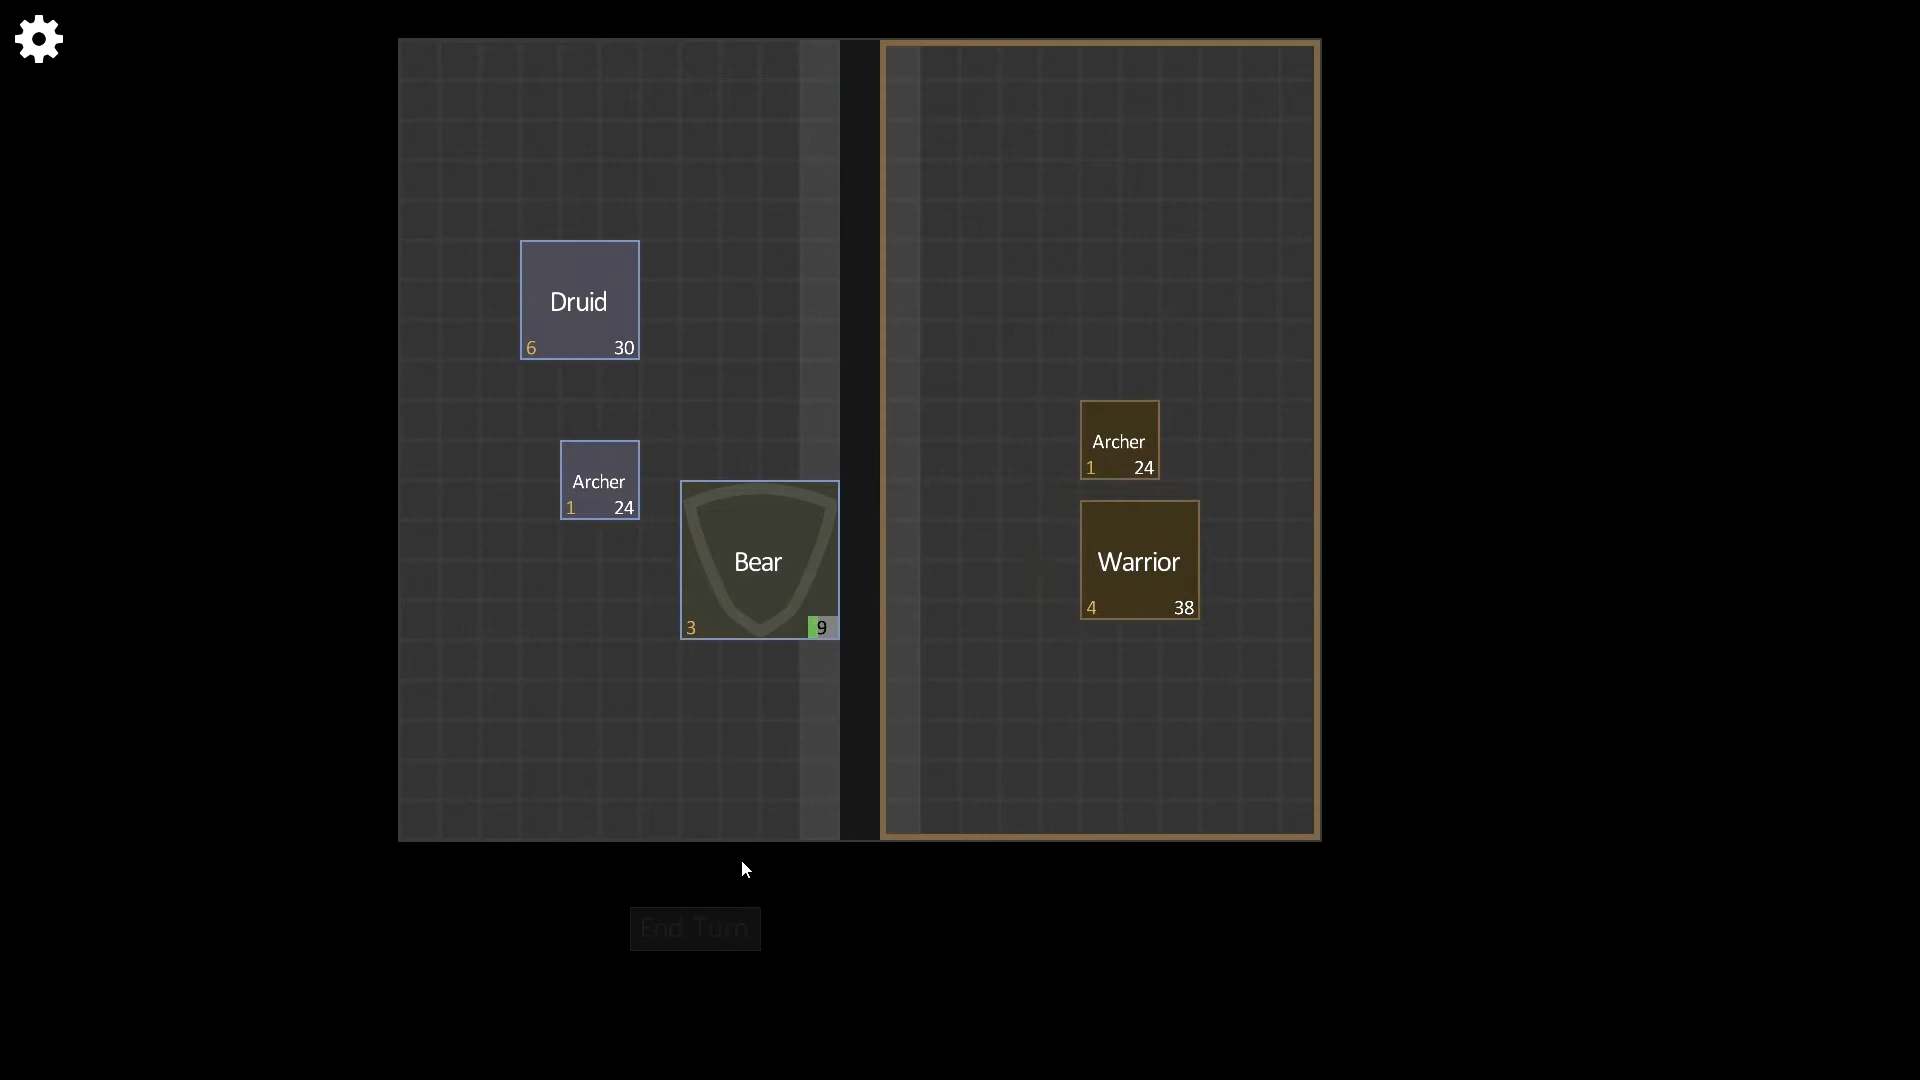 Druid
6 30
Archer
1 24
Archer
1 24
Bear
3 9
Warrior
4 38
End Turn